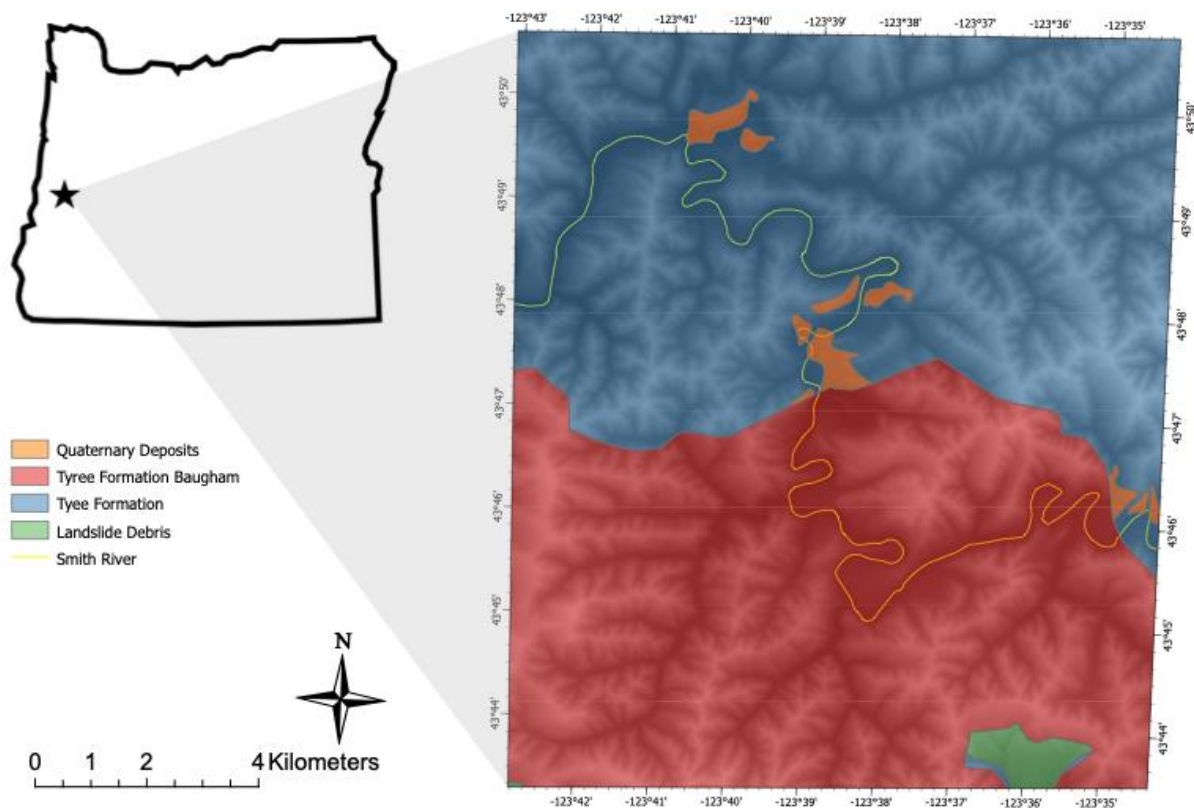 -123°43' -123°42' -123°41' -123°40' -123°39' -123°38' -123°37' -123°36' -123°35'
43°50' 43°50'
43°49' 43°49'
43°48' 43°48'
43°47' 43°47'
Quaternary Deposits
Tyree Formation Baugham
Tyee Formation
Landslide Debris
Smith River
43°46' 43°46'
43°45' 43°45'
N
43°44' 43°44'
0 1 2 4 Kilometers
-123°42' -123°41' -123°40' -123°39' -123°38' -123°37' -123°36' -123°35'